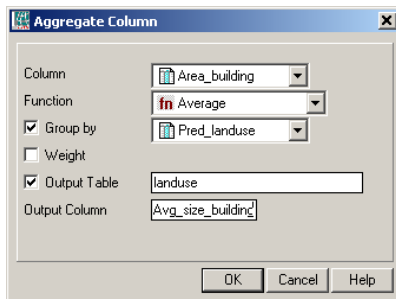 Aggregate Column
Column Area_building
Function fn Average
Group by Pred_landuse
Weight
Output Table landuse
Output Column Avg_size_building
OK Cancel Help